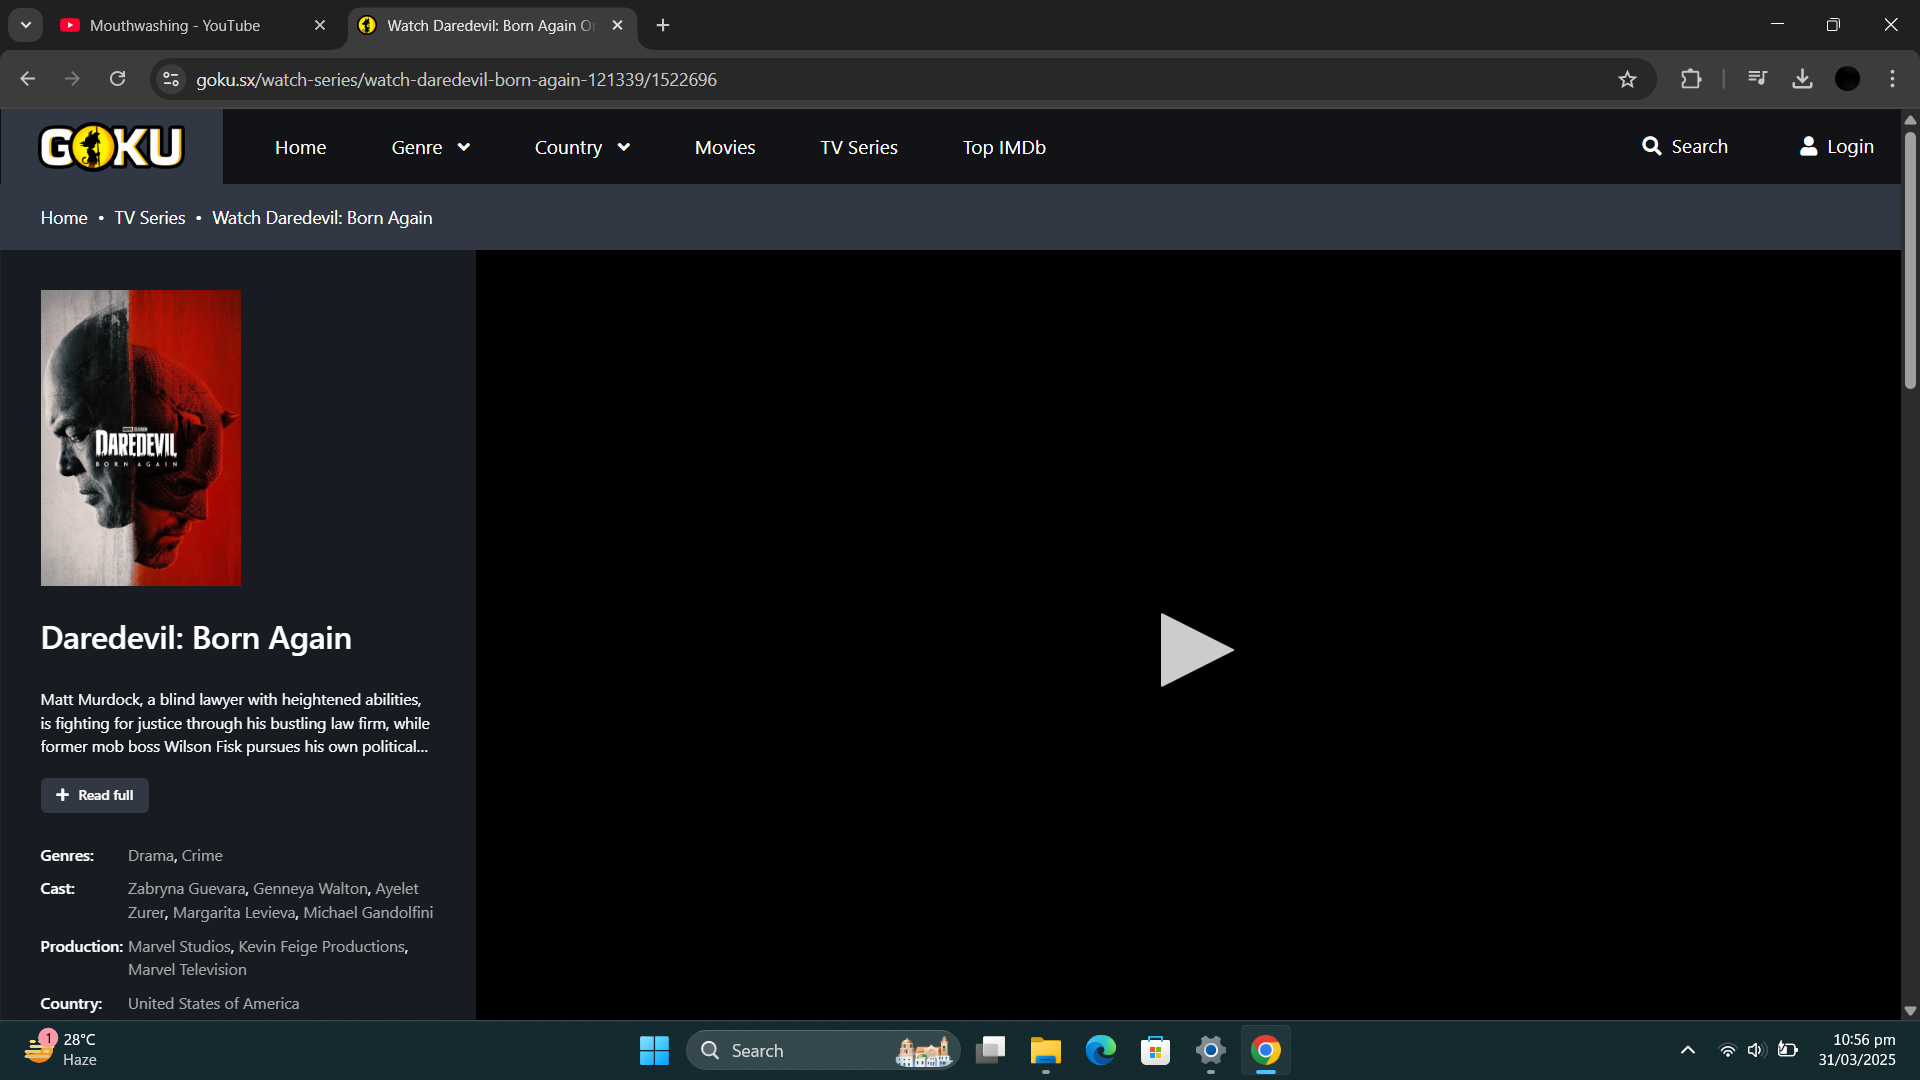 Mouthwashing - YouTube
Watch Daredevil: Born Again
goku.sx/watch-series/watch-daredevil-born-again-121339/1522696
GOKU
Home
Genre
Country
Movies
TV Series
Top IMDb
Search
Login
Home • TV Series • Watch Daredevil: Born Again
DAREDEVIL
BORN AGAIN
Daredevil: Born Again
Matt Murdock, a blind lawyer with heightened abilities,
is fighting for justice through his bustling law firm, while
former mob boss Wilson Fisk pursues his own political...
+ Read full
Genres: Drama, Crime
Cast: Zabryna Guevara, Genneya Walton, Ayelet
Zurer, Margarita Levieva, Michael Gandolfini
Production: Marvel Studios, Kevin Feige Productions,
Marvel Television
Country: United States of America
1
28°C
Haze
Search
10:56 pm
31/03/2025